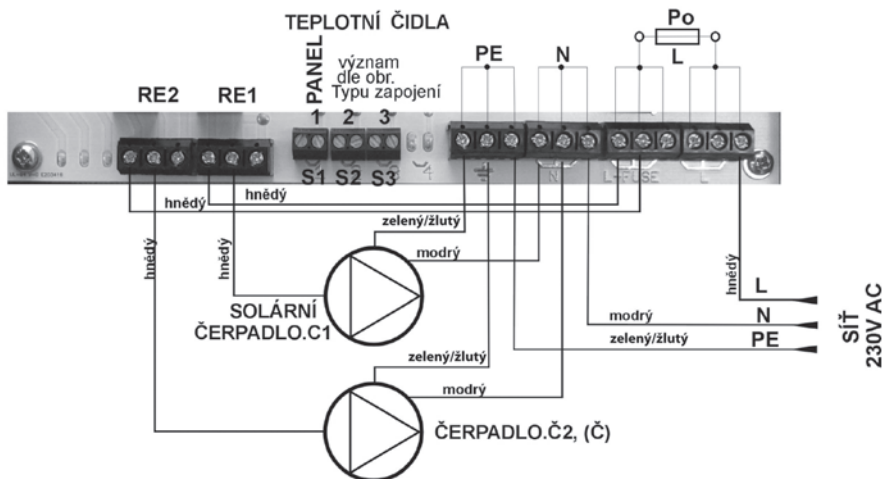 TEPLOTNÍ ČIDLA
Po
L
PE
N
PANEL
význam
dle obr.
Typu zapojení
RE2
RE1
1
2
3
S1
S2
S3
4
N
L-FUSE
L
hnědý
hnědý
zelený/žlutý
modrý
hnědý
hnědý
hnědý
SOLÁRNÍ
ČERPADLO.C1
L
modrý
N
zelený/žlutý
PE
SÍŤ
230V AC
zelený/žlutý
modrý
ČERPADLO.Č2, (Č)